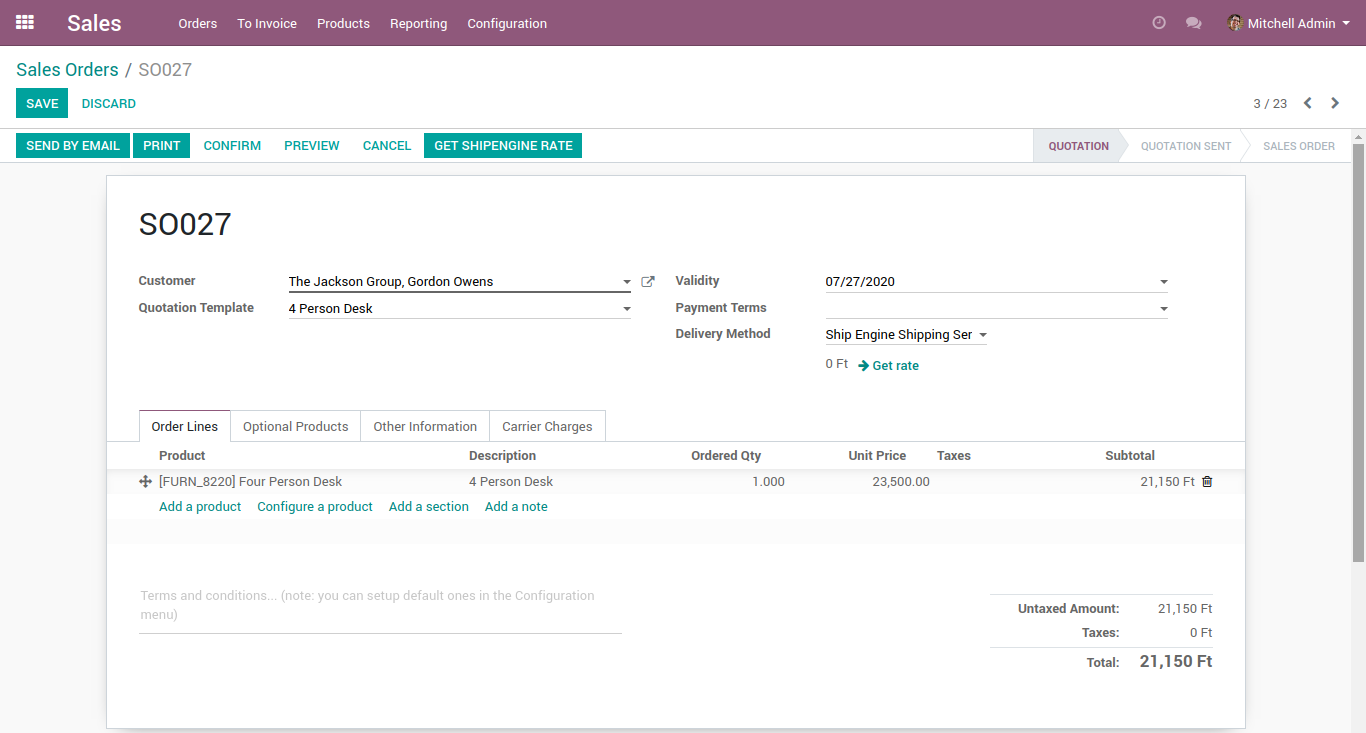 Sales Orders To Invoice Products Reporting Configuration Mitchell Admin
Sales Orders / SO027
SAVE DISCARD 3 / 23
SEND BY EMAIL PRINT CONFIRM PREVIEW CANCEL GET SHIPENGINE RATE QUOTATION QUOTATION SENT SALES ORDER
SO027
Customer The Jackson Group, Gordon Owens Validity 07/27/2020
Quotation Template 4 Person Desk Payment Terms
Delivery Method Ship Engine Shipping Ser
0 Ft Get rate
Order Lines Optional Products Other Information Carrier Charges
Product Description Ordered Qty Unit Price Taxes Subtotal
[FURN_8220] Four Person Desk 4 Person Desk 1.000 23,500.00 21,150 Ft
Add a product Configure a product Add a section Add a note
Terms and conditions... (note: you can setup default ones in the Configuration
menu)
Untaxed Amount: 21,150 Ft
Taxes: 0 Ft
Total: 21,150 Ft